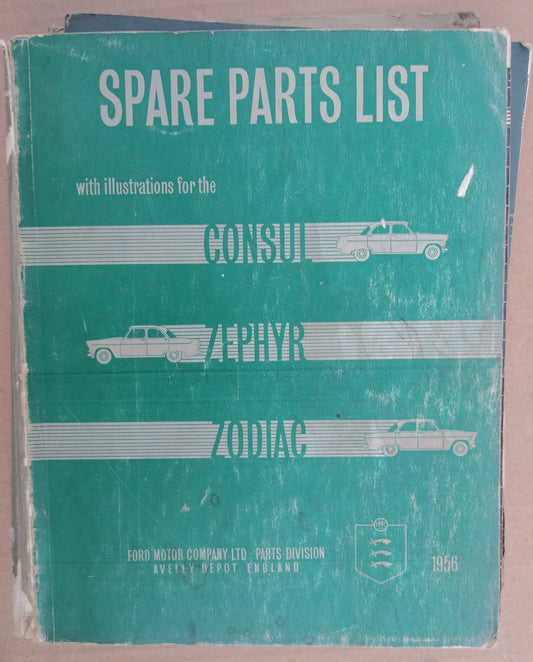 SPARE PARTS LIST
with illustrations for the
CONSUL
ZEPHYR
ZODIAC
FORD MOTOR COMPANY LTD · PARTS DIVISION
AVELEY DEPOT ENGLAND
1956